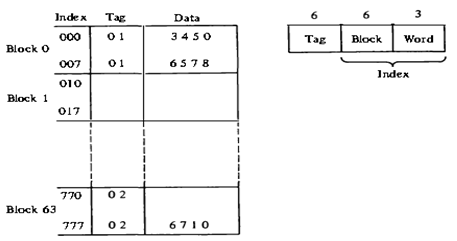 Index Tag Data
Block 0
000 0 1 3 4 5 0
007 0 1 6 5 7 8
Block 1
010
017
Block 63
770 0 2
777 0 2 6 7 1 0
6 6 3
Tag Block Word
Index